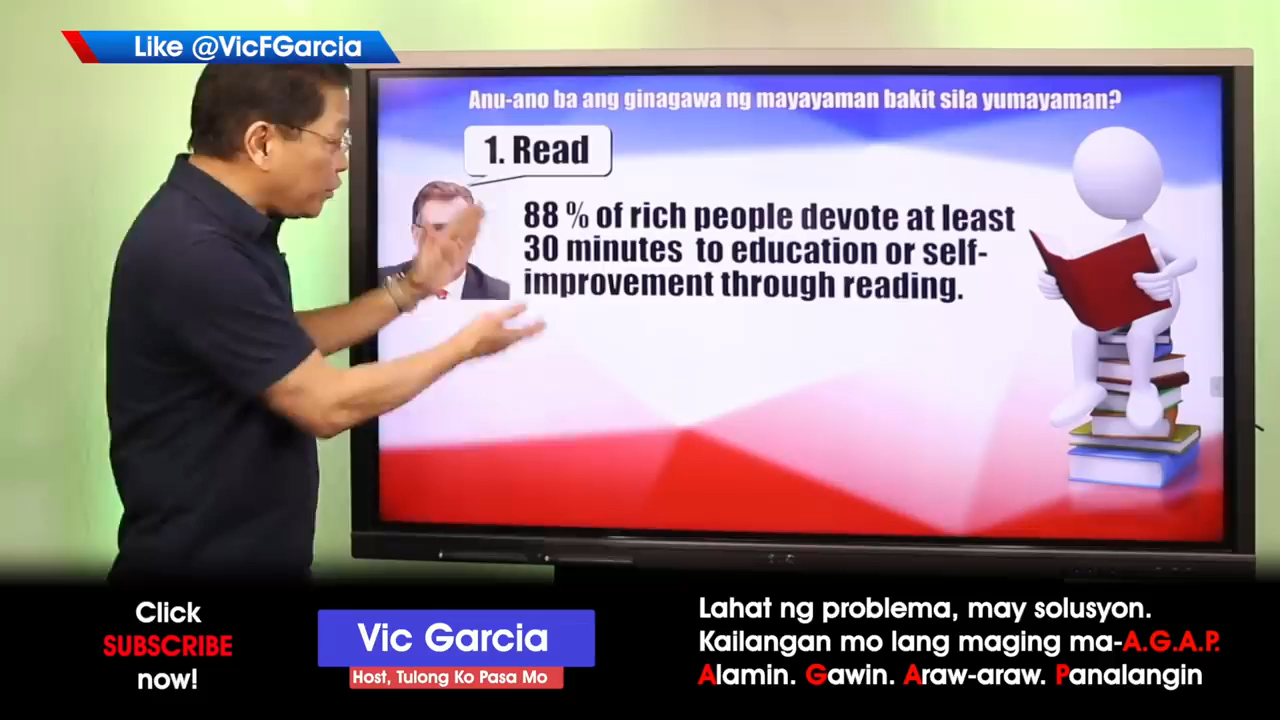 Like @VicFGarcia
Anu-ano ba ang ginagawa ng mayayaman bakit sila yumayaman?
1. Read
88 % of rich people devote at least
30 minutes to education or self-
improvement through reading.
Click
SUBSCRIBE
now!
Vic Garcia
Host, Tulong Ko Pasa Mo
Lahat ng problema, may solusyon.
Kailangan mo lang maging ma-A.G.A.P.
Alamin. Gawin. Araw-araw. Panalangin